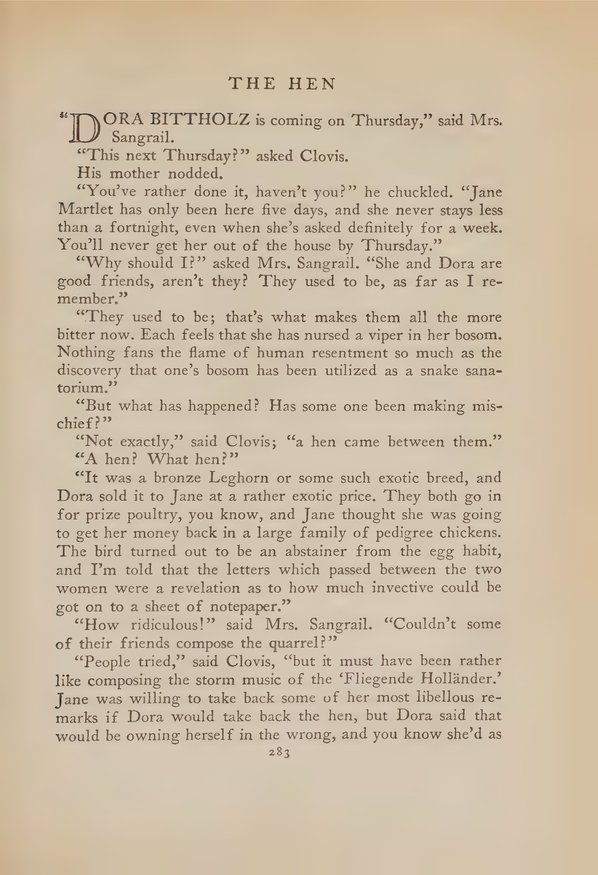 THE HEN
“DORA BITTHOLZ is coming on Thursday,” said Mrs.
Sangrail.
“This next Thursday?” asked Clovis.
His mother nodded.
“You’ve rather done it, haven’t you?” he chuckled. “Jane
Martlet has only been here five days, and she never stays less
than a fortnight, even when she’s asked definitely for a week.
You’ll never get her out of the house by Thursday.”
“Why should I?” asked Mrs. Sangrail. “She and Dora are
good friends, aren’t they? They used to be, as far as I re-
member.”
“They used to be; that’s what makes them all the more
bitter now. Each feels that she has nursed a viper in her bosom.
Nothing fans the flame of human resentment so much as the
discovery that one’s bosom has been utilized as a snake sana-
torium.”
“But what has happened? Has some one been making mis-
chief?”
“Not exactly,” said Clovis; “a hen came between them.”
“A hen? What hen?”
“It was a bronze Leghorn or some such exotic breed, and
Dora sold it to Jane at a rather exotic price. They both go in
for prize poultry, you know, and Jane thought she was going
to get her money back in a large family of pedigree chickens.
The bird turned out to be an abstainer from the egg habit,
and I’m told that the letters which passed between the two
women were a revelation as to how much invective could be
got on to a sheet of notepaper.”
“How ridiculous!” said Mrs. Sangrail. “Couldn’t some
of their friends compose the quarrel?”
“People tried,” said Clovis, “but it must have been rather
like composing the storm music of the ‘Fliegende Holländer.’
Jane was willing to take back some of her most libellous re-
marks if Dora would take back the hen, but Dora said that
would be owning herself in the wrong, and you know she’d as
283